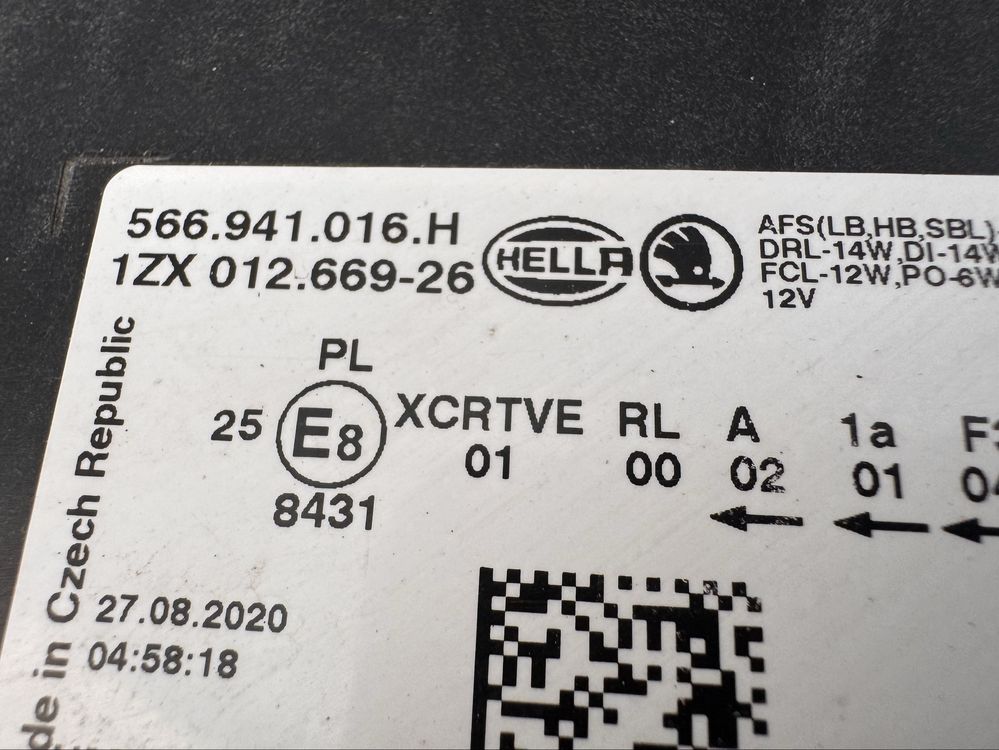 566.941.016.H
1ZX 012.669-26
HELLA
AFS(LB,HB,SBL)
DRL-14W,DI-14W
FCL-12W,PO-6W
12V
PL
25 E8 XCRTVE RL A 1a
8431 01 00 02 01
27.08.2020
04:58:18
in Czech Republic